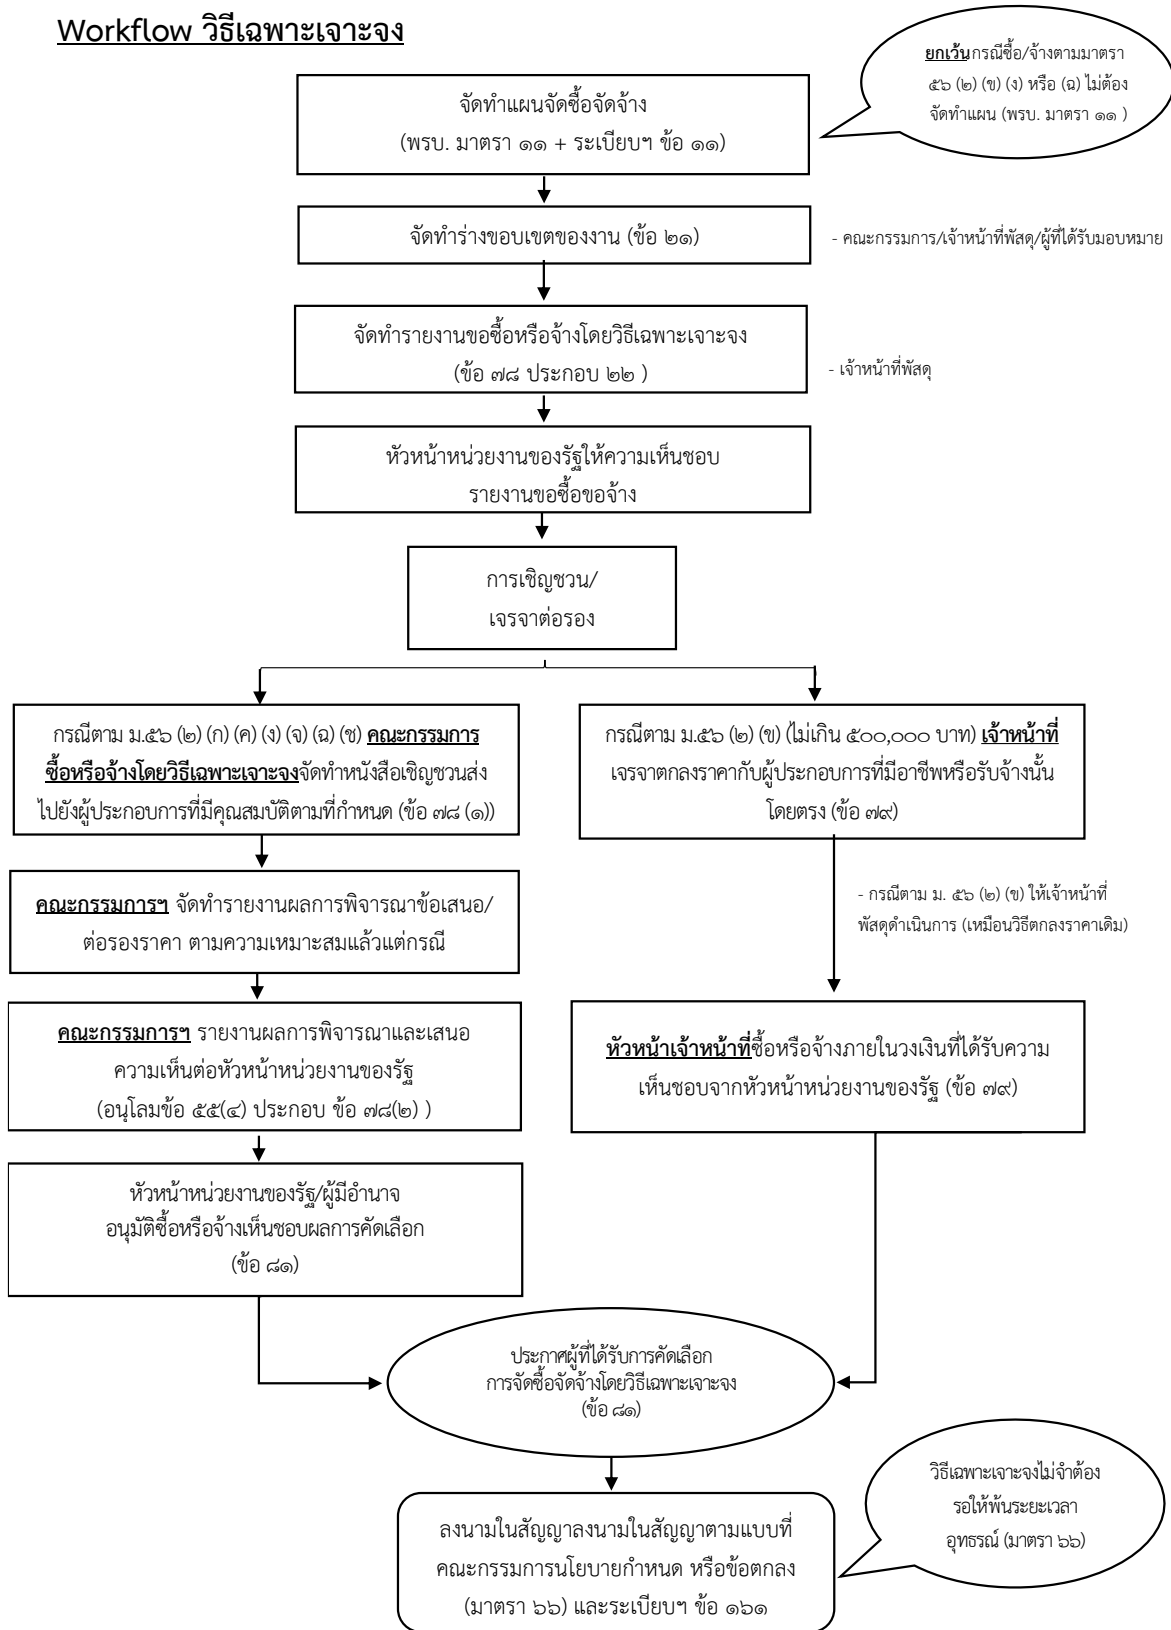 Workflow วิธีเฉพาะเจาะจง
ยกเว้นกรณีซื้อ/จ้างตามมาตรา
๕๖ (๒) (ข) (ง) หรือ (ฉ) ไม่ต้อง
จัดทำแผน (พรบ. มาตรา ๑๑ )
จัดทำแผนจัดซื้อจัดจ้าง
(พรบ. มาตรา ๑๑ + ระเบียบฯ ข้อ ๑๑)
จัดทำร่างขอบเขตของงาน (ข้อ ๒๑)
- คณะกรรมการ/เจ้าหน้าที่พัสดุ/ผู้ที่ได้รับมอบหมาย
จัดทำรายงานขอซื้อหรือจ้างโดยวิธีเฉพาะเจาะจง
(ข้อ ๗๘ ประกอบ ๒๒ )
- เจ้าหน้าที่พัสดุ
หัวหน้าหน่วยงานของรัฐให้ความเห็นชอบ
รายงานขอซื้อขอจ้าง
การเชิญชวน/
เจรจาต่อรอง
กรณีตาม ม.๕๖ (๒) (ก) (ค) (ง) (จ) (ฉ) (ช) คณะกรรมการ
ซื้อหรือจ้างโดยวิธีเฉพาะเจาะจงจัดทำหนังสือเชิญชวนส่ง
ไปยังผู้ประกอบการที่มีคุณสมบัติตามที่กำหนด (ข้อ ๗๘ (๑))
กรณีตาม ม.๕๖ (๒) (ข) (ไม่เกิน ๕๐๐,๐๐๐ บาท) เจ้าหน้าที่
เจรจาตกลงราคากับผู้ประกอบการที่มีอาชีพหรือรับจ้างนั้น
โดยตรง (ข้อ ๗๙)
คณะกรรมการฯ จัดทำรายงานผลการพิจารณาข้อเสนอ/
ต่อรองราคา ตามความเหมาะสมแล้วแต่กรณี
- กรณีตาม ม. ๕๖ (๒) (ข) ให้เจ้าหน้าที่
พัสดุดำเนินการ (เหมือนวิธีตกลงราคาเดิม)
คณะกรรมการฯ รายงานผลการพิจารณาและเสนอ
ความเห็นต่อหัวหน้าหน่วยงานของรัฐ
(อนุโลมข้อ ๕๕(๔) ประกอบ ข้อ ๗๘(๒) )
หัวหน้าเจ้าหน้าที่ซื้อหรือจ้างภายในวงเงินที่ได้รับความ
เห็นชอบจากหัวหน้าหน่วยงานของรัฐ (ข้อ ๗๙)
หัวหน้าหน่วยงานของรัฐ/ผู้มีอำนาจ
อนุมัติซื้อหรือจ้างเห็นชอบผลการคัดเลือก
(ข้อ ๘๑)
ประกาศผู้ที่ได้รับการคัดเลือก
การจัดซื้อจัดจ้างโดยวิธีเฉพาะเจาะจง
(ข้อ ๘๑)
วิธีเฉพาะเจาะจงไม่จำต้อง
รอให้พ้นระยะเวลา
อุทธรณ์ (มาตรา ๖๖)
ลงนามในสัญญาลงนามในสัญญาตามแบบที่
คณะกรรมการนโยบายกำหนด หรือข้อตกลง
(มาตรา ๖๖) และระเบียบฯ ข้อ ๑๖๑